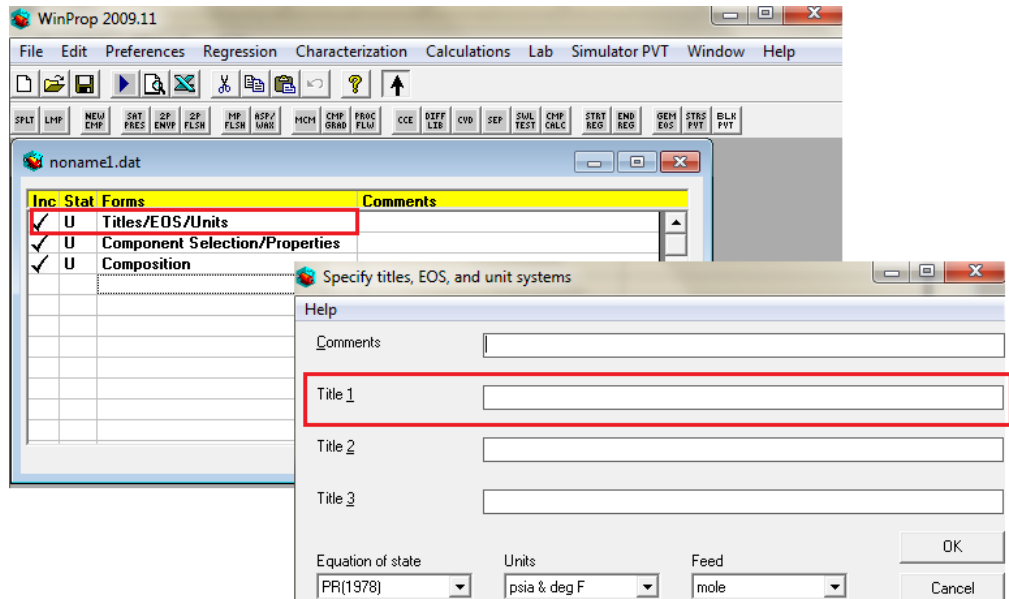 WinProp 2009.11
File Edit Preferences Regression Characterization Calculations Lab Simulator PVT Window Help
SPLT LMP NEW CMP SAT PRES 2P ENVP 2P FLSH MP FLSH ASP/ WAX MCM CMP GRAD PROC FLW CCE DIFF LIB CVD SEP SWL TEST CMP CALC STRT REG END REG GEM EOS STRS PVT BLK PVT
noname1.dat
Inc Stat Forms Comments
U Titles/EOS/Units
U Component Selection/Properties
U Composition
Specify titles, EOS, and unit systems
Help
Comments
Title 1
Title 2
Title 3
OK
Equation of state Units Feed
PR(1978) psia & deg F mole Cancel